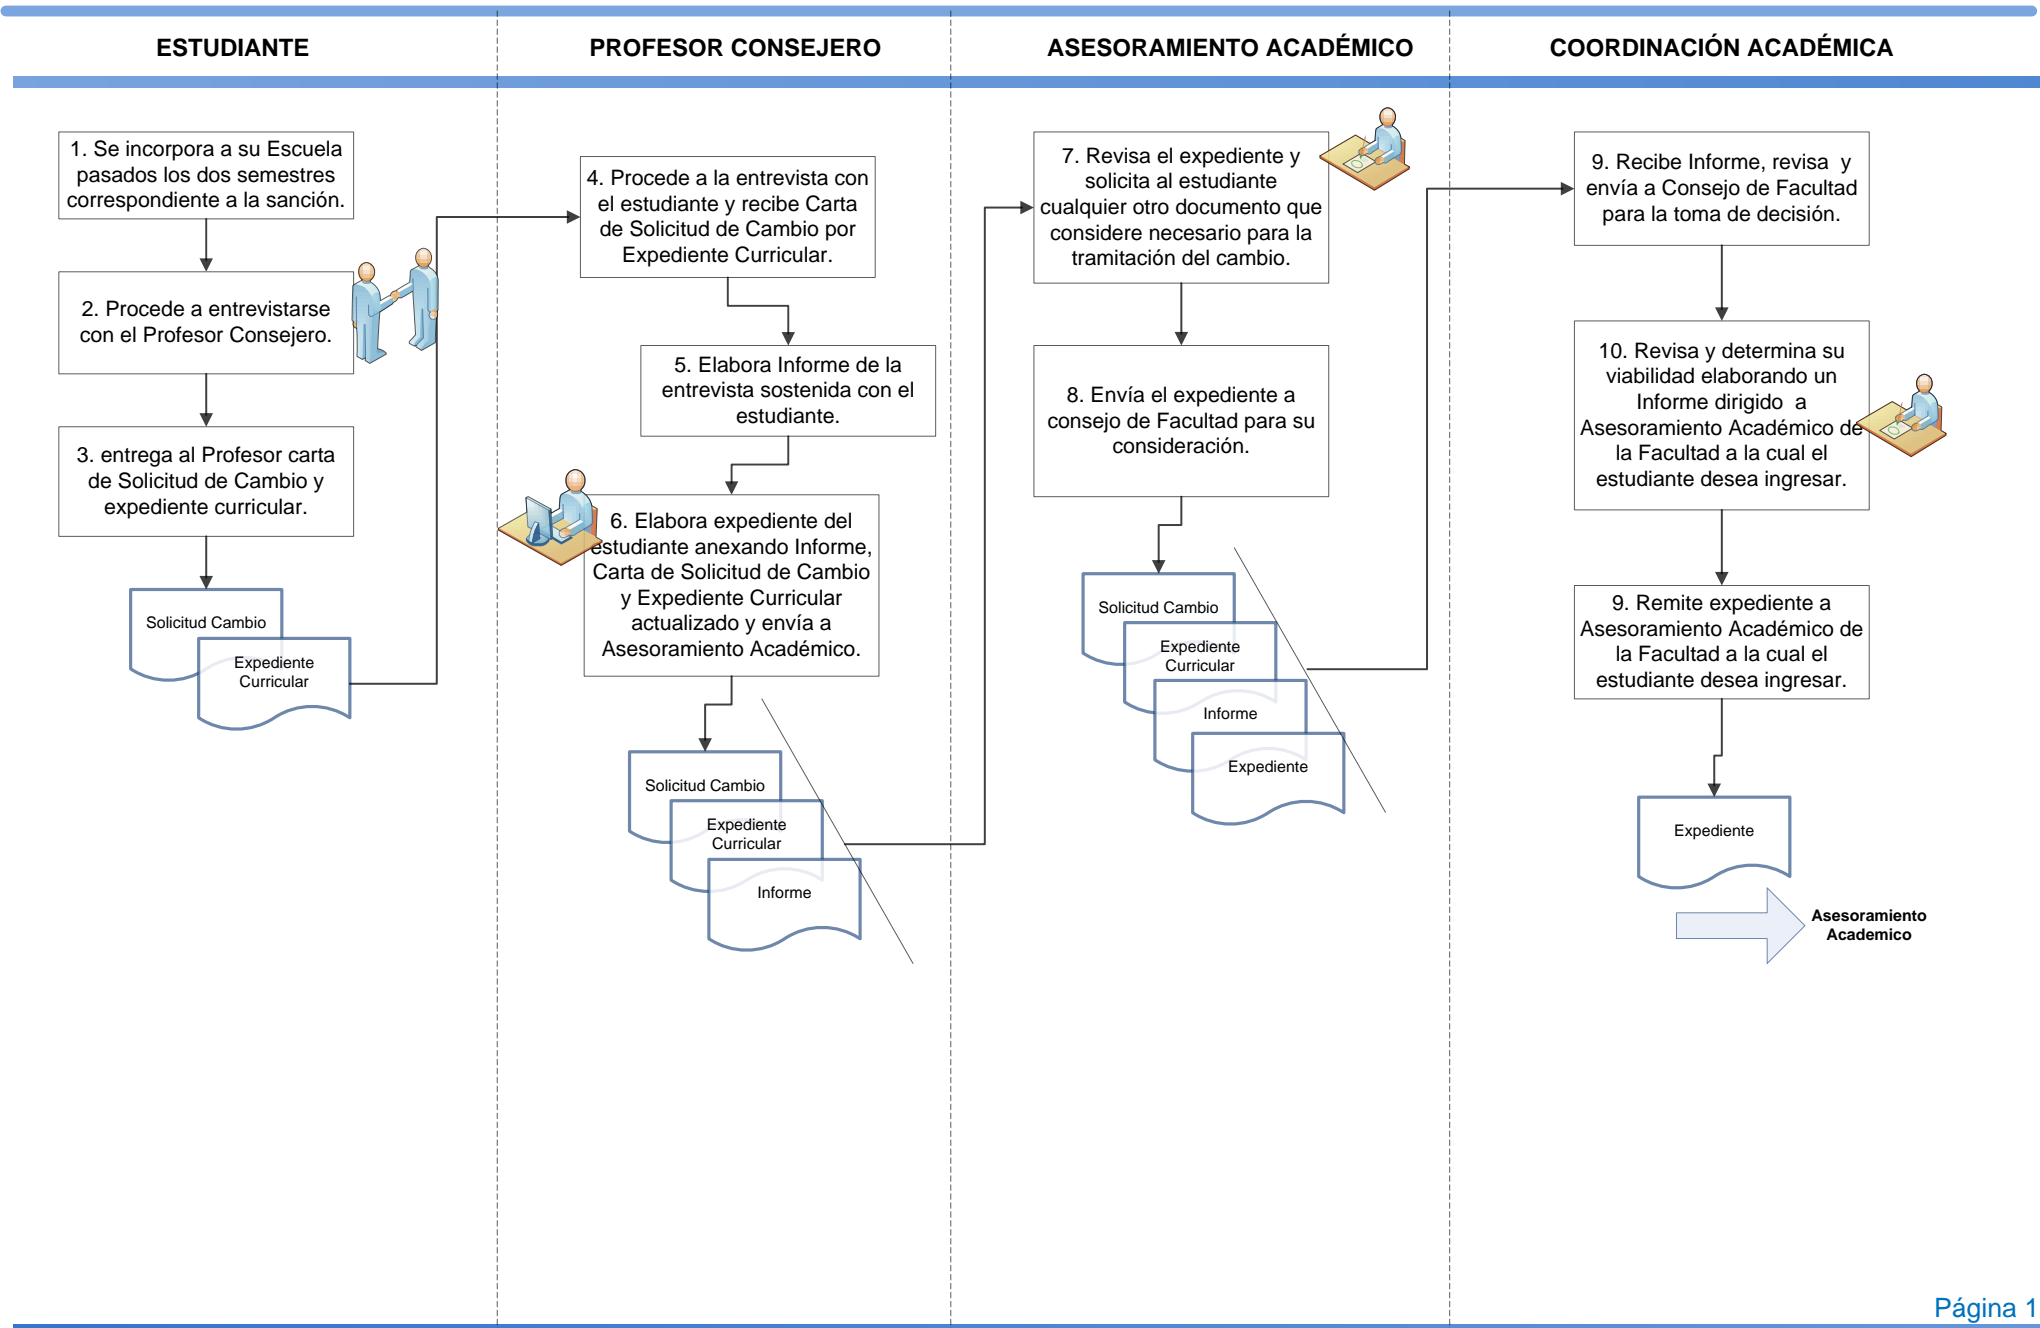 ESTUDIANTE
PROFESOR CONSEJERO
ASESORAMIENTO ACADÉMICO
COORDINACIÓN ACADÉMICA
1. Se incorpora a su Escuela
pasados los dos semestres
correspondiente a la sanción.
2. Procede a entrevistarse
con el Profesor Consejero.
3. entrega al Profesor carta
de Solicitud de Cambio y
expediente curricular.
Solicitud Cambio
Expediente
Curricular
4. Procede a la entrevista con
el estudiante y recibe Carta
de Solicitud de Cambio por
Expediente Curricular.
5. Elabora Informe de la
entrevista sostenida con el
estudiante.
6. Elabora expediente del
estudiante anexando Informe,
Carta de Solicitud de Cambio
y Expediente Curricular
actualizado y envía a
Asesoramiento Académico.
Solicitud Cambio
Expediente
Curricular
Informe
7. Revisa el expediente y
solicita al estudiante
cualquier otro documento que
considere necesario para la
tramitación del cambio.
8. Envía el expediente a
consejo de Facultad para su
consideración.
Solicitud Cambio
Expediente
Curricular
Informe
Expediente
9. Recibe Informe, revisa y
envía a Consejo de Facultad
para la toma de decisión.
10. Revisa y determina su
viabilidad elaborando un
Informe dirigido a
Asesoramiento Académico de
la Facultad a la cual el
estudiante desea ingresar.
9. Remite expediente a
Asesoramiento Académico de
la Facultad a la cual el
estudiante desea ingresar.
Expediente
Asesoramiento
Academico
Página 1